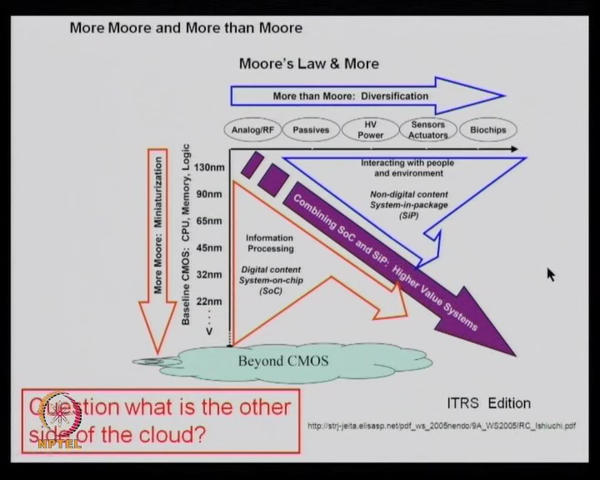 More Moore and More than Moore
Moore's Law & More
More than Moore: Diversification
Analog/RF
Passives
HV
Power
Sensors
Actuators
Biochips
More Moore: Miniaturization
Baseline CMOS: CPU, Memory, Logic
130nm
90nm
65nm
45nm
32nm
22nm
V
Interacting with people
and environment
Non-digital content
System-in-package
(SiP)
Combining SoC and SiP: Higher Value Systems
Information
Processing
Digital content
System-on-chip
(SoC)
Beyond CMOS
Question what is the other
side of the cloud?
NPTEL
ITRS Edition
http://strj-jeita.elisasp.net/pdf_ws_2005nendo/9A_WS2005IRC_Ishiuchi.pdf